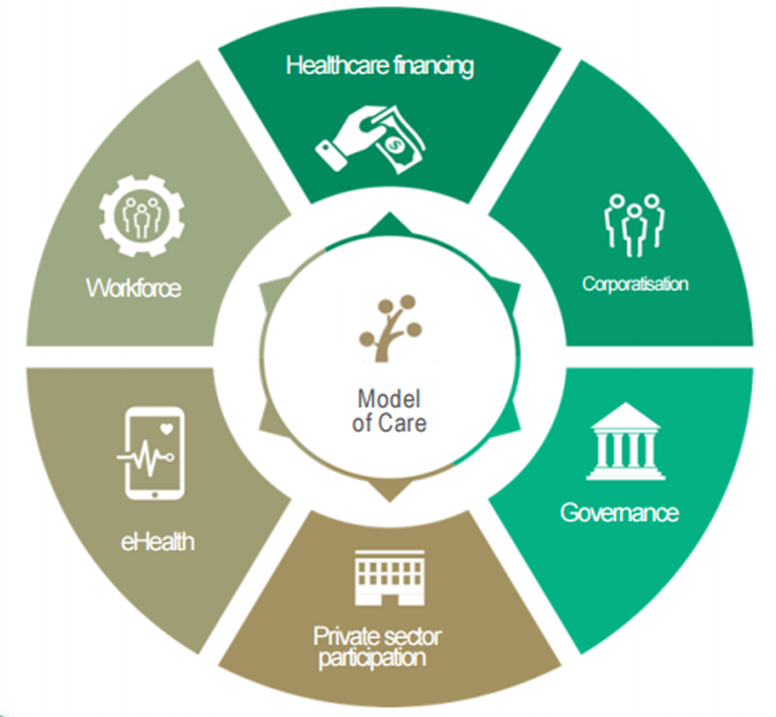 Healthcare financing
Corporatisation
Workforce
Model
of Care
Governance
eHealth
Private sector
participation